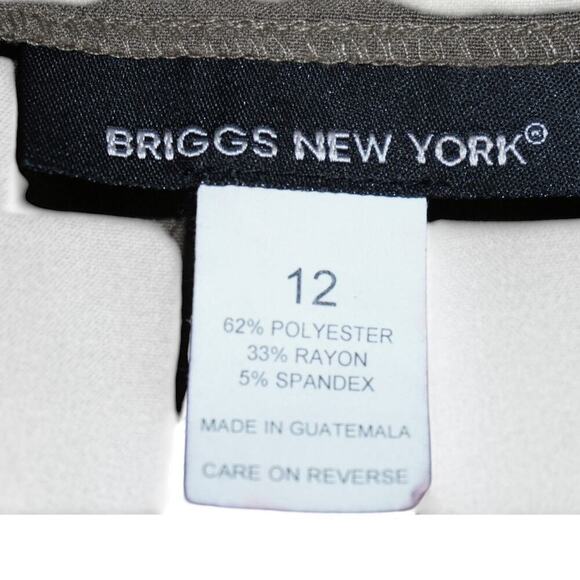 BRIGGS NEW YORK®
12
62% POLYESTER
33% RAYON
5% SPANDEX
MADE IN GUATEMALA
CARE ON REVERSE